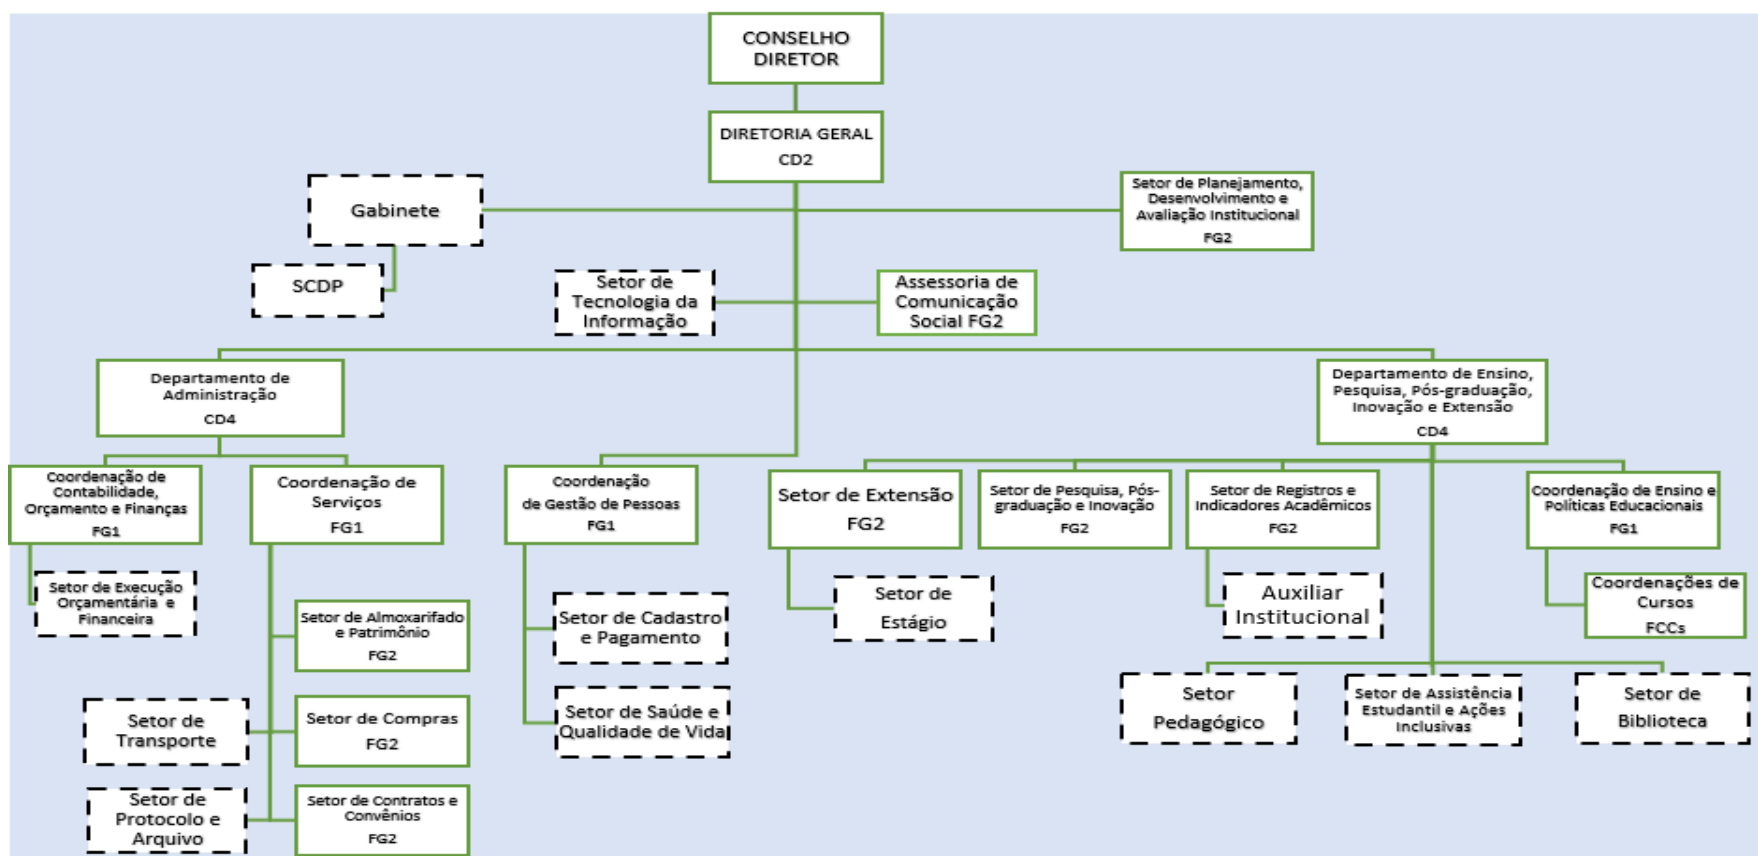 CONSELHO
DIRETOR
DIRETORIA GERAL
CD2
Gabinete
Setor de Planejamento,
Desenvolvimento e
Avaliação Institucional
FG2
SCDP
Setor de
Tecnologia da
Informação
Assessoria de
Comunicação
Social FG2
Departamento de
Administração
CD4
Departamento de Ensino,
Pesquisa, Pós-graduação,
Inovação e Extensão
CD4
Coordenação de
Contabilidade,
Orçamento e Finanças
FG1
Coordenação de
Serviços
FG1
Coordenação
de Gestão de Pessoas
FG1
Setor de Extensão
FG2
Setor de Pesquisa, Pós-
graduação e Inovação
FG2
Setor de Registros e
Indicadores Acadêmicos
FG2
Coordenação de Ensino e
Políticas Educacionais
FG1
Setor de Execução
Orçamentária e
Financeira
Setor de Almoxarifado
e Patrimônio
FG2
Setor de Cadastro
e Pagamento
Setor de
Estágio
Auxiliar
Institucional
Coordenações de
Cursos
FCCs
Setor de
Transporte
Setor de Compras
FG2
Setor de Saúde e
Qualidade de Vida
Setor
Pedagógico
Setor de Assistência
Estudantil e Ações
Inclusivas
Setor de
Biblioteca
Setor de
Protocolo e
Arquivo
Setor de Contratos e
Convênios
FG2